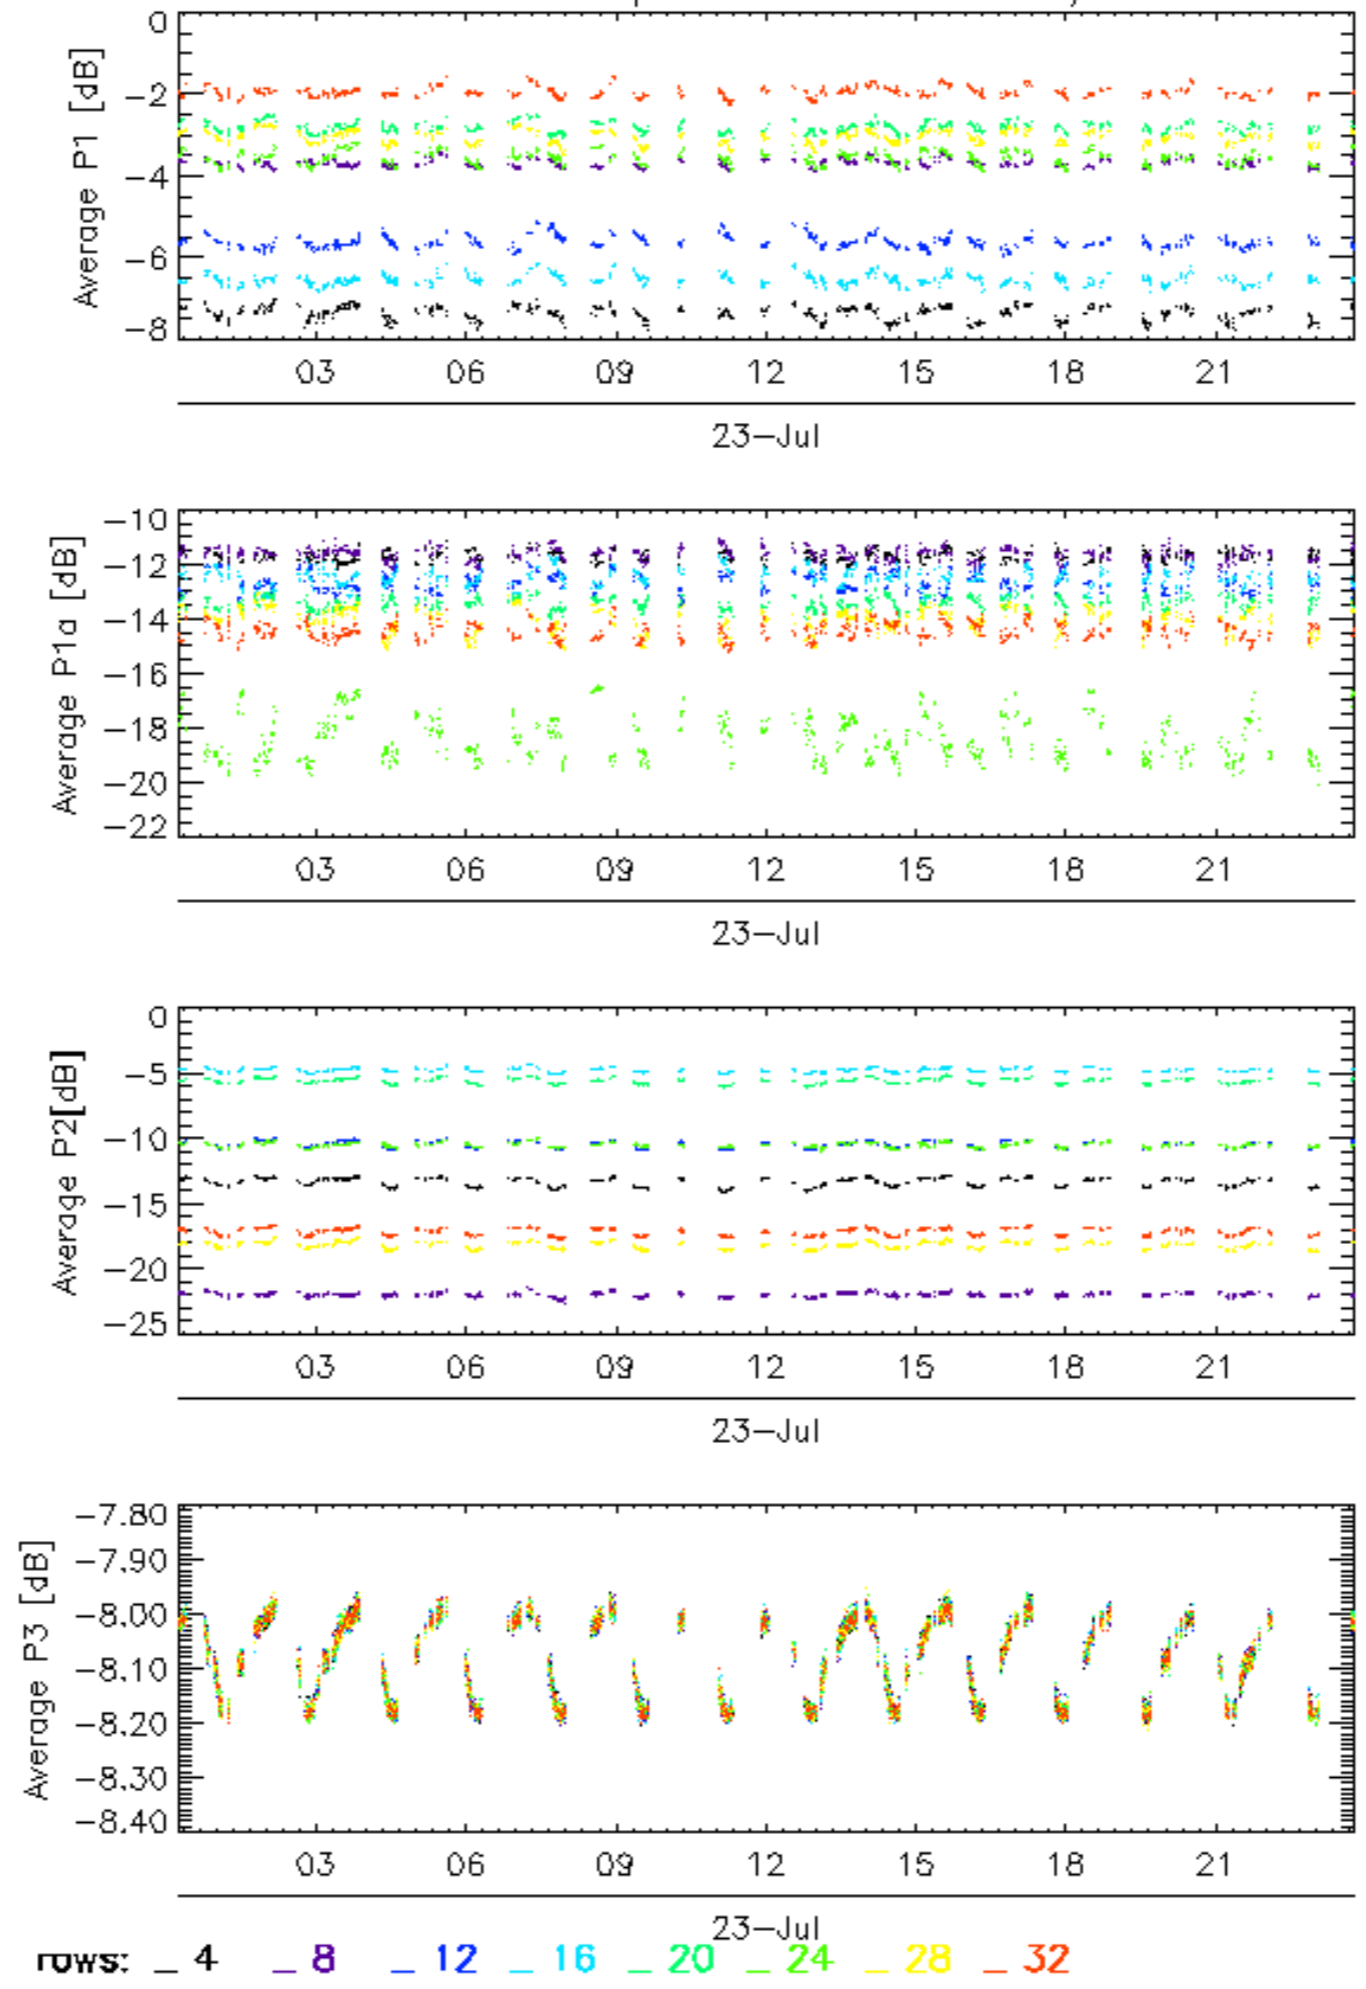 0
−2
−4
−6
−8
Average P1 [dB]
03 06 09 12 15 18 21
23−Jul
−10
−12
−14
−16
−18
−20
−22
Average P1a [dB]
03 06 09 12 15 18 21
23−Jul
0
−5
−10
−15
−20
−25
Average P2[dB]
03 06 09 12 15 18 21
23−Jul
−7.80
−7.90
−8.00
−8.10
−8.20
−8.30
−8.40
Average P3 [dB]
03 06 09 12 15 18 21
23−Jul
rows: _ 4 _ 8 _ 12 _ 16 _ 20 _ 24 _ 28 _ 32